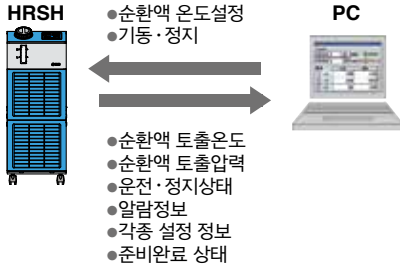 HRSH
●순환액 온도설정
●기동·정지
PC
●순환액 토출온도
●순환액 토출압력
●운전·정지상태
●알람정보
●각종 설정 정보
●준비완료 상태